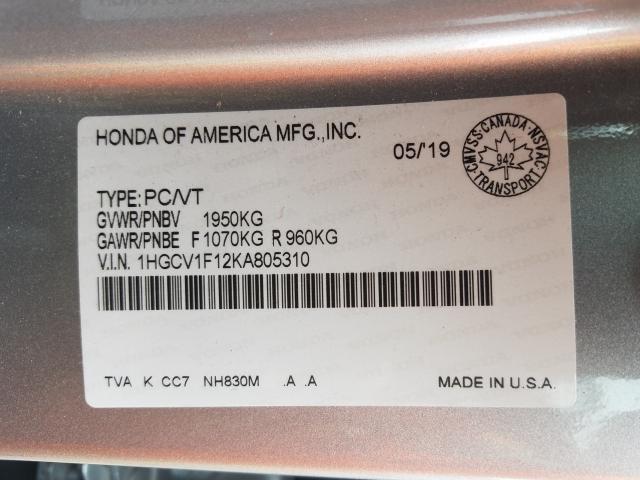 HONDA OF AMERICA MFG.,INC.
05/'19
CMVSS·CANADA·NSVAC
942
TRANSPORT
TYPE: PC/VT
GVWR/PNBV 1950KG
GAWR/PNBE F 1070KG R 960KG
V.I.N. 1HGCV1F12KA805310
TVA K CC7 NH830M .A .A
MADE IN U.S.A.